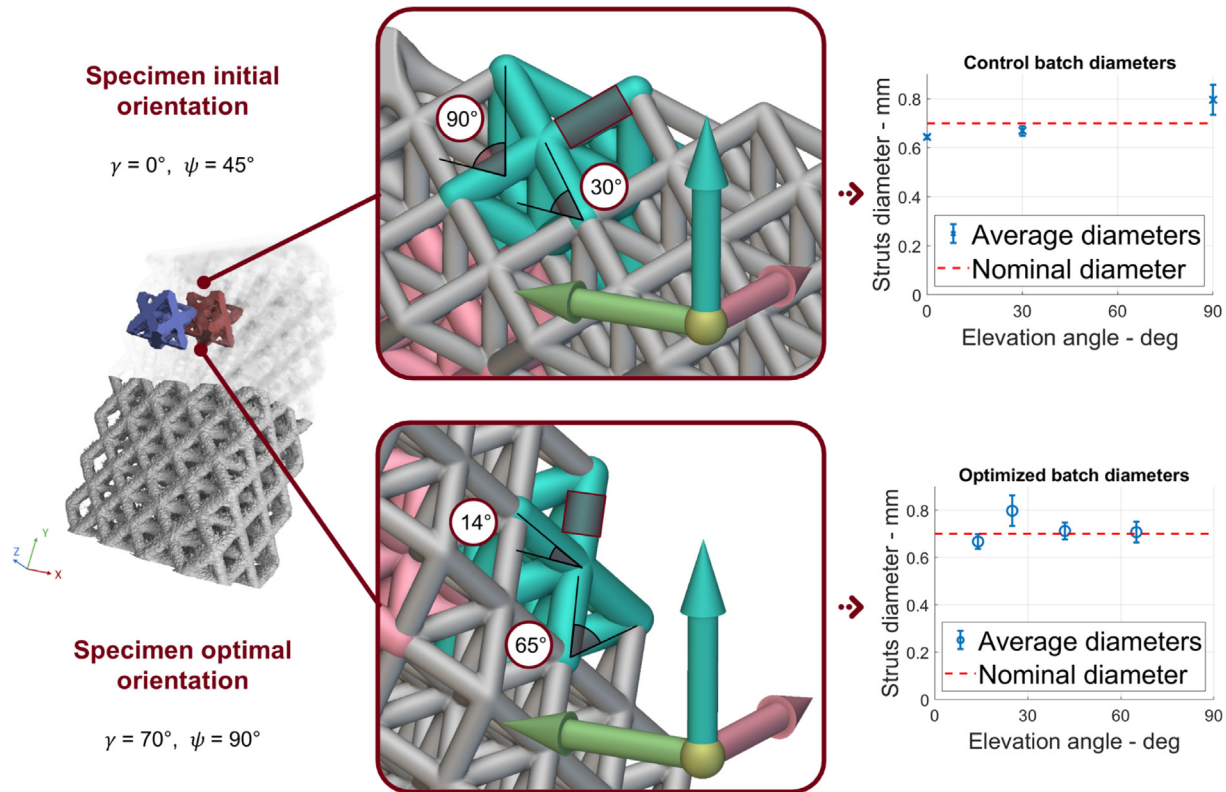 Specimen initial
orientation
γ = 0°, ψ = 45°
90°
30°
Control batch diameters
Struts diameter - mm
0.8
0.6
0.4
0.2
0
0
30
60
90
Average diameters
Nominal diameter
Elevation angle - deg
Y
Z
X
Specimen optimal
orientation
γ = 70°, ψ = 90°
14°
65°
Optimized batch diameters
Struts diameter - mm
0.8
0.6
0.4
0.2
0
0
30
60
90
Average diameters
Nominal diameter
Elevation angle - deg